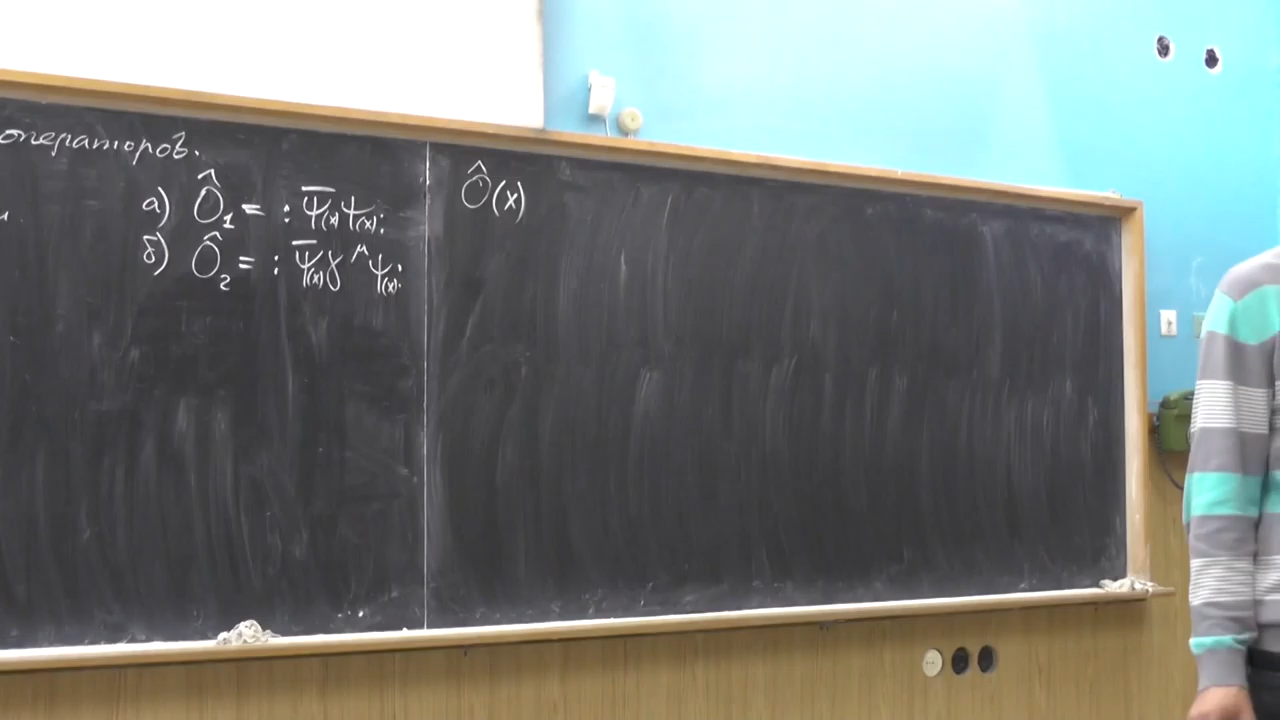 операторов.
а) Ô₁ = : ψ̄(x) ψ(x) :
б) Ô₂ = : ψ̄(x) γ^μ ψ(x) :
Ô(x)